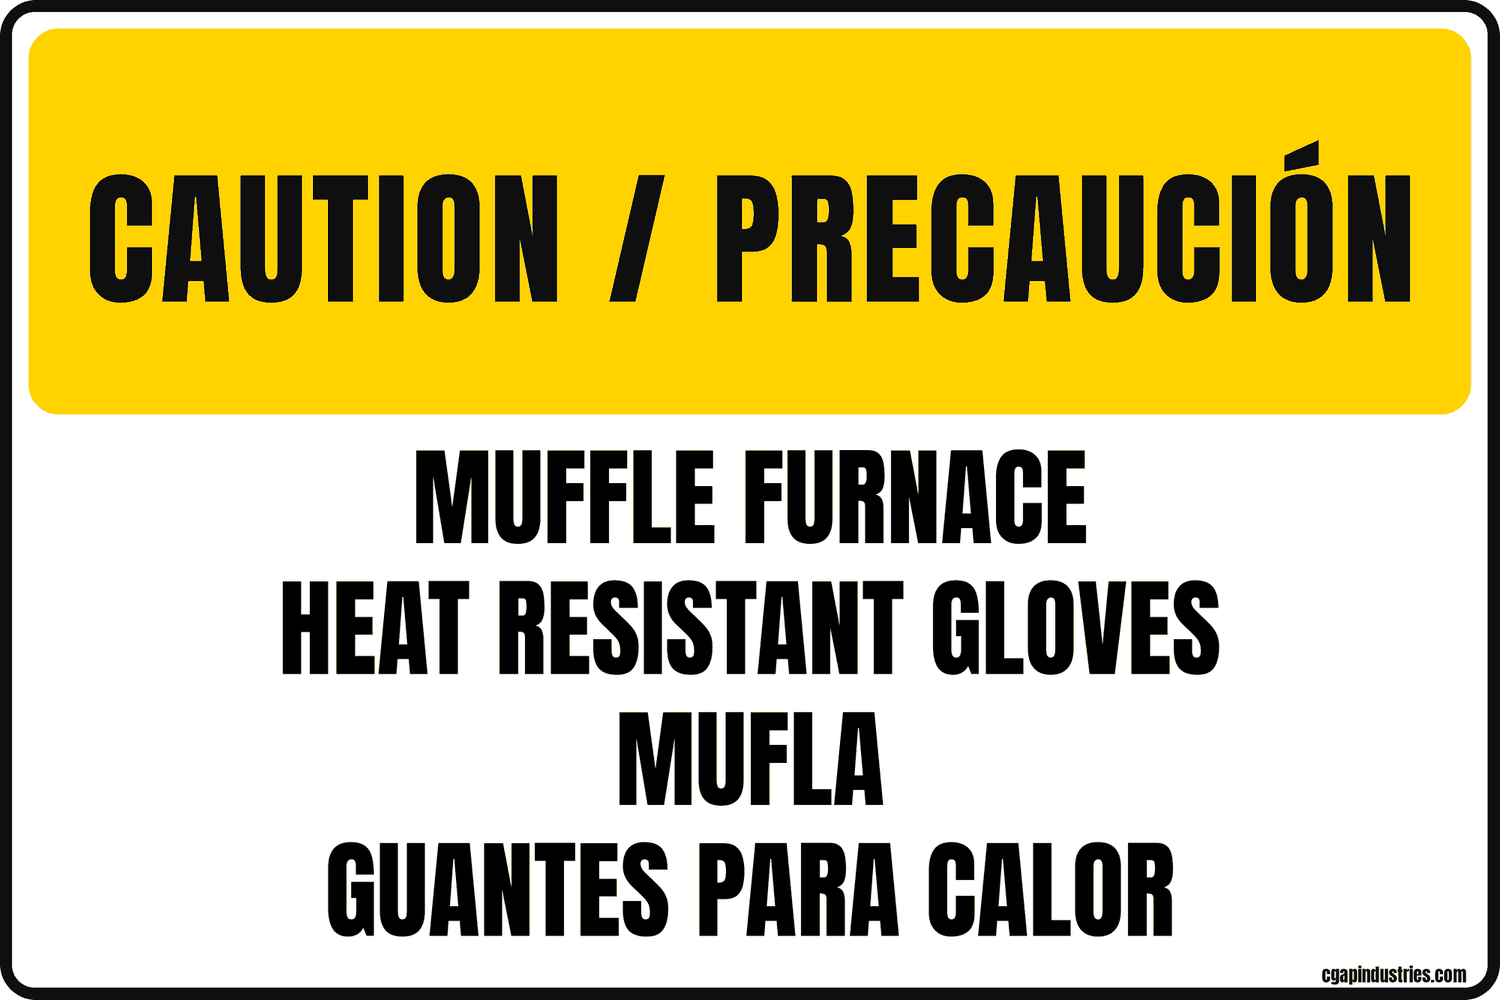 CAUTION / PRECAUCIÓN
MUFFLE FURNACE
HEAT RESISTANT GLOVES
MUFLA
GUANTES PARA CALOR
cgapindustries.com